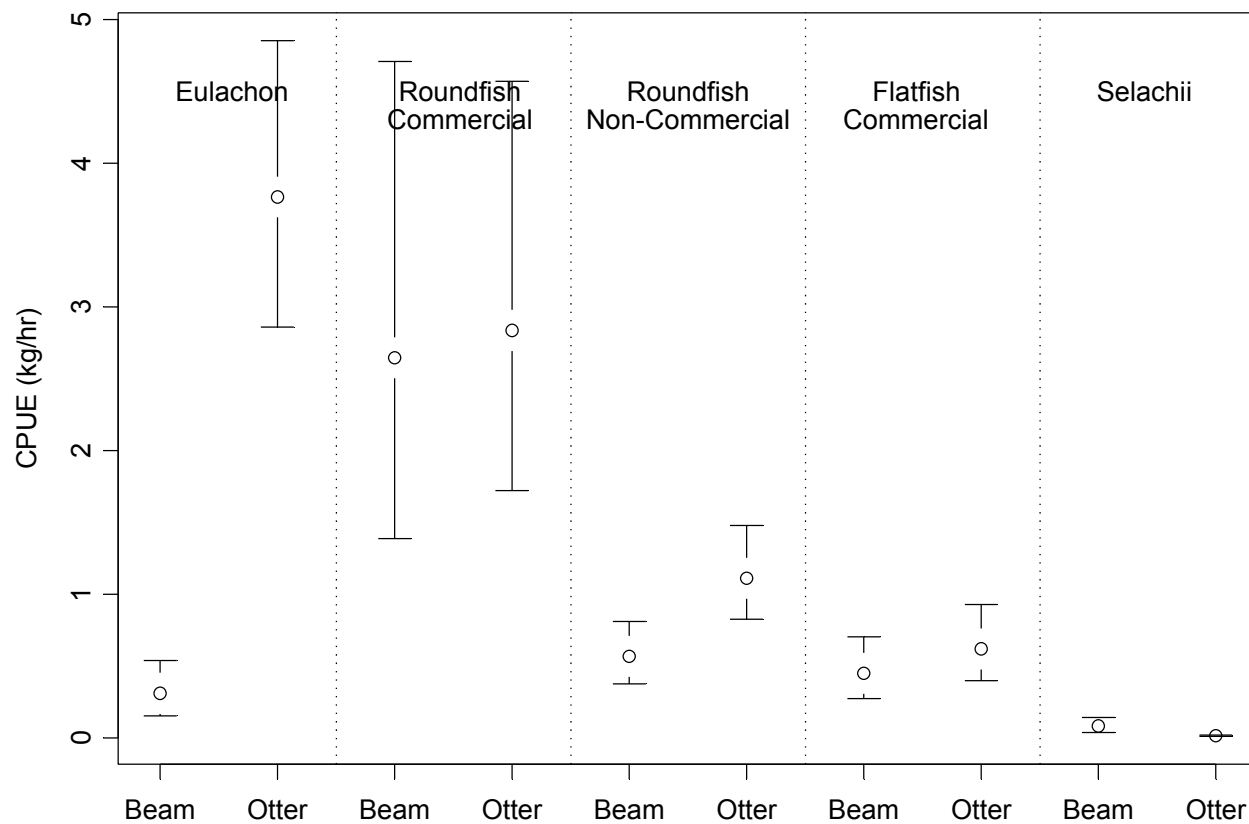 5
Eulachon
Roundfish
Commercial
Roundfish
Non-Commercial
Flatfish
Commercial
Selachii
4
3
2
1
0
CPUE (kg/hr)
Beam Otter Beam Otter Beam Otter Beam Otter Beam Otter